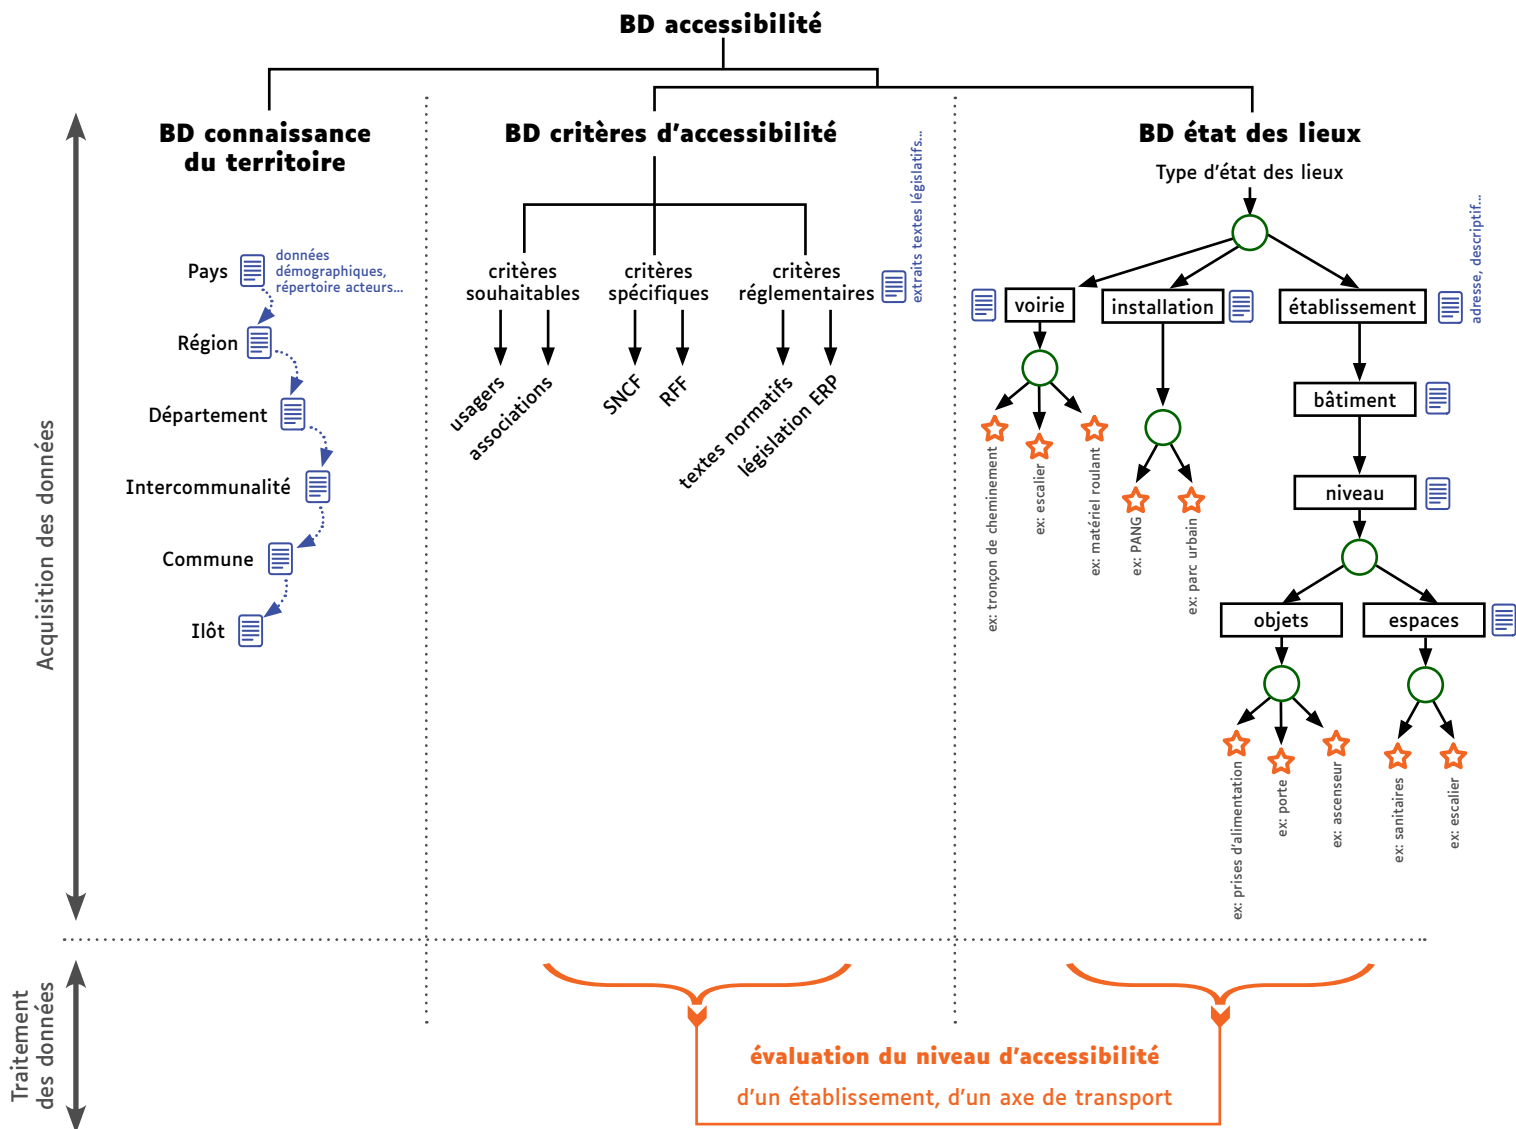 BD accessibilité
BD connaissance
du territoire
BD critères d'accessibilité
BD état des lieux
Type d'état des lieux
Acquisition des données
Pays
données
démographiques,
répertoire acteurs...
Région
Département
Intercommunalité
Commune
Ilôt
critères
souhaitables
critères
spécifiques
critères
réglementaires
extraits textes législatifs...
usagers
associations
SNCF
RFF
textes normatifs
législation ERP
voirie
installation
établissement
adresse, descriptif...
bâtiment
niveau
ex: tronçon de cheminement
ex: escalier
ex: matériel roulant
ex: PANG
ex: parc urbain
objets
espaces
ex: prises d'alimentation
ex: porte
ex: ascenseur
ex: sanitaires
ex: escalier
Traitement
des données
évaluation du niveau d'accessibilité
d'un établissement, d'un axe de transport